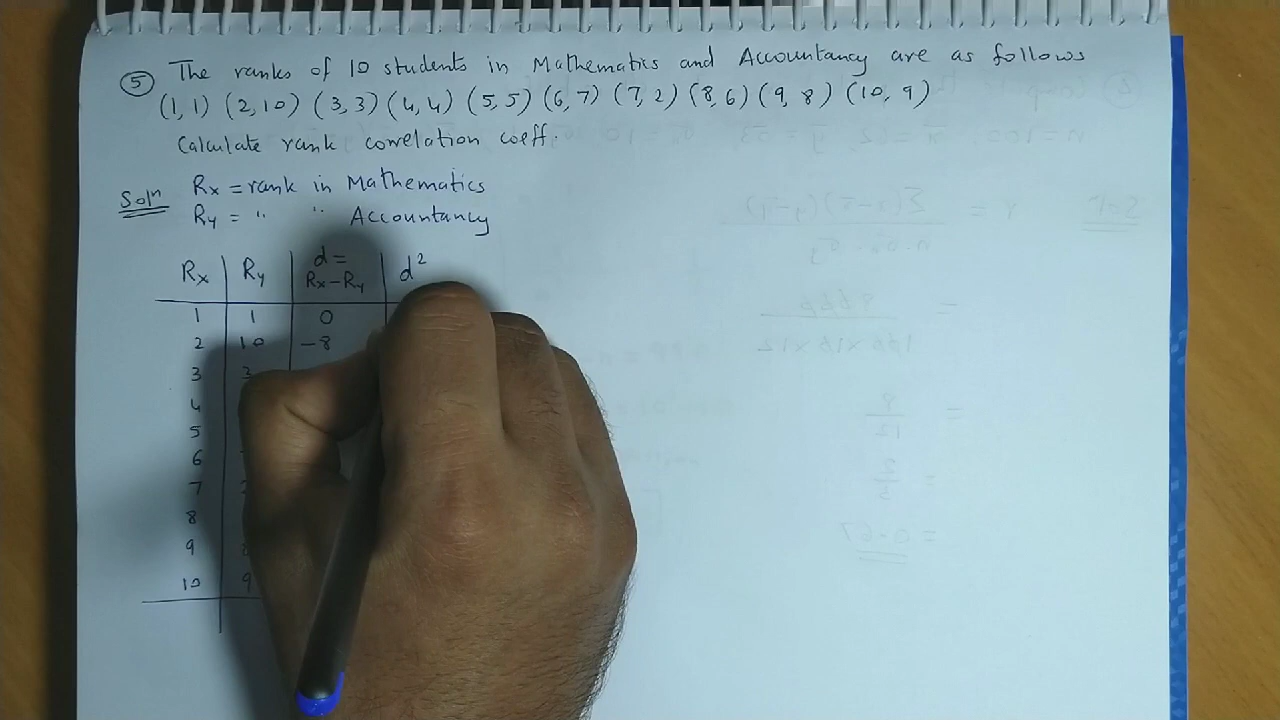 5 The ranks of 10 students in Mathematics and Accountancy are as follows
(1, 1) (2, 10) (3, 3) (4, 4) (5, 5) (6, 7) (7, 2) (8, 6) (9, 8) (10, 9)
Calculate rank correlation coeff.
Soln Rx = rank in Mathematics
Ry = " " Accountancy
d =
Rx Ry Rx-Ry d²
1 1 0
2 10 -8
3
4
5
6
7
8
9
10 9